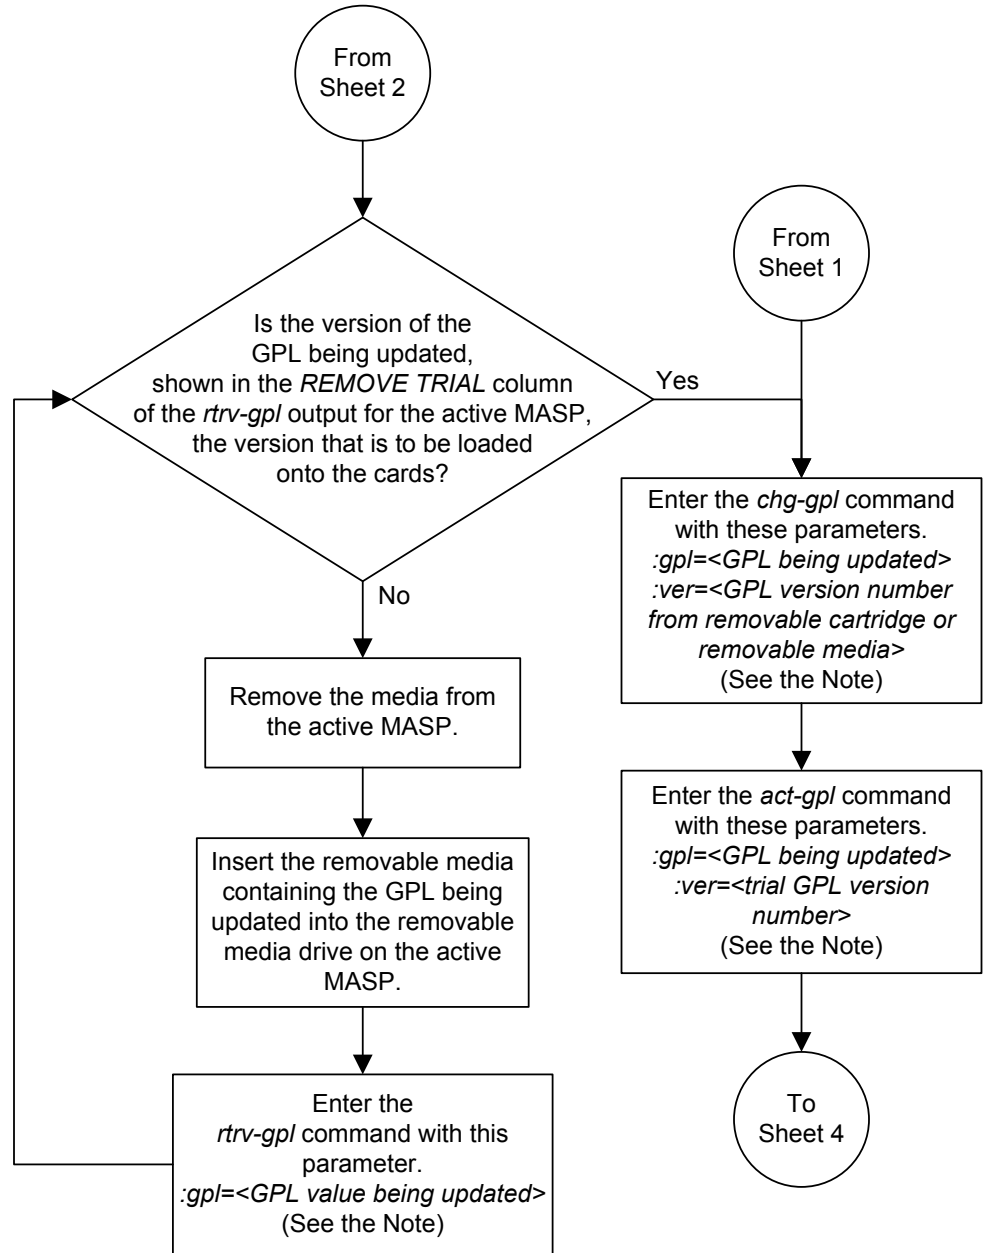 From
Sheet 2
Is the version of the
GPL being updated,
shown in the REMOVE TRIAL column
of the rtrv-gpl output for the active MASP,
the version that is to be loaded
onto the cards?
Yes
No
Remove the media from
the active MASP.
Insert the removable media
containing the GPL being
updated into the removable
media drive on the active
MASP.
Enter the
rtrv-gpl command with this
parameter.
:gpl=<GPL value being updated>
(See the Note)
From
Sheet 1
Enter the chg-gpl command
with these parameters.
:gpl=<GPL being updated>
:ver=<GPL version number
from removable cartridge or
removable media>
(See the Note)
Enter the act-gpl command
with these parameters.
:gpl=<GPL being updated>
:ver=<trial GPL version
number>
(See the Note)
To
Sheet 4